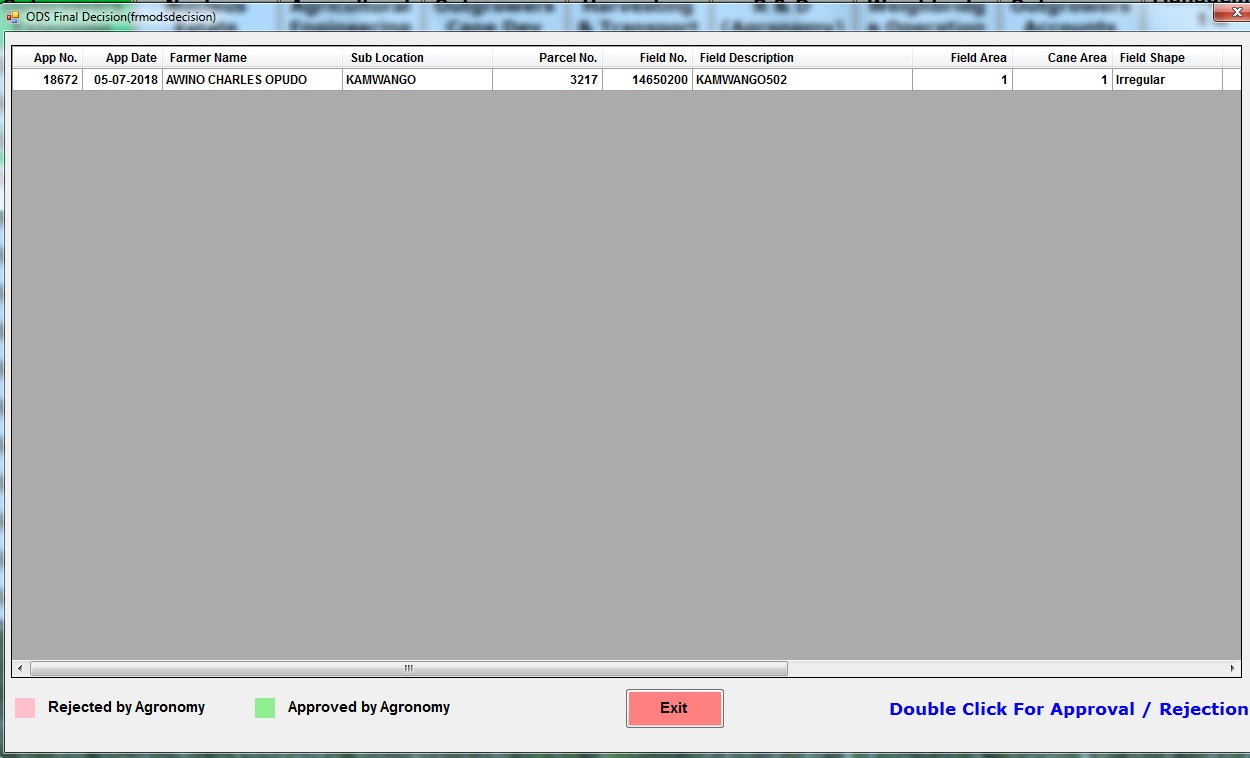 ODS Final Decision(frmodsdecision)
App No. App Date Farmer Name Sub Location Parcel No. Field No. Field Description Field Area Cane Area Field Shape
18672 05-07-2018 AWINO CHARLES OPUDO KAMWANGO 3217 14650200 KAMWANGO502 1 1 Irregular
Rejected by Agronomy Approved by Agronomy Exit Double Click For Approval / Rejection